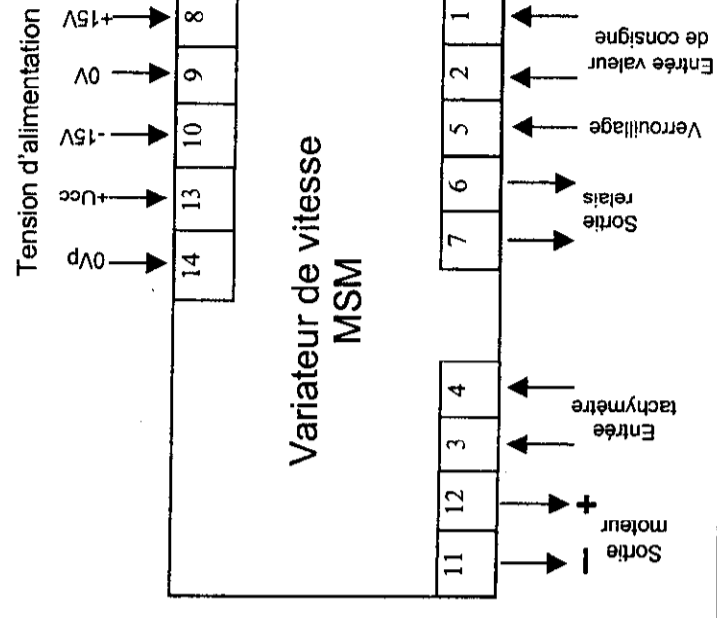 Tension d'alimentation
+15V
0V
-15V
+Ucc
0Vp
8
9
10
13
14
Variateur de vitesse
MSM
1
2
5
6
7
4
3
12
11
Entrée valeur
de consigne
Verrouillage
Sortie
relais
Entrée
tachymètre
+
-
Sortie
moteur